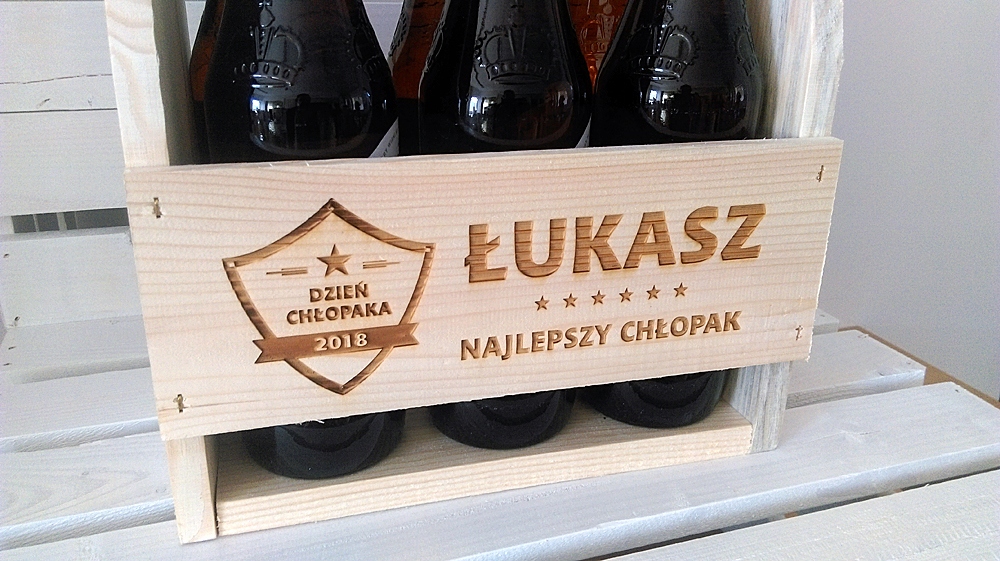 DZIEŃ
CHŁOPAKA
2018
ŁUKASZ
NAJLEPSZY CHŁOPAK